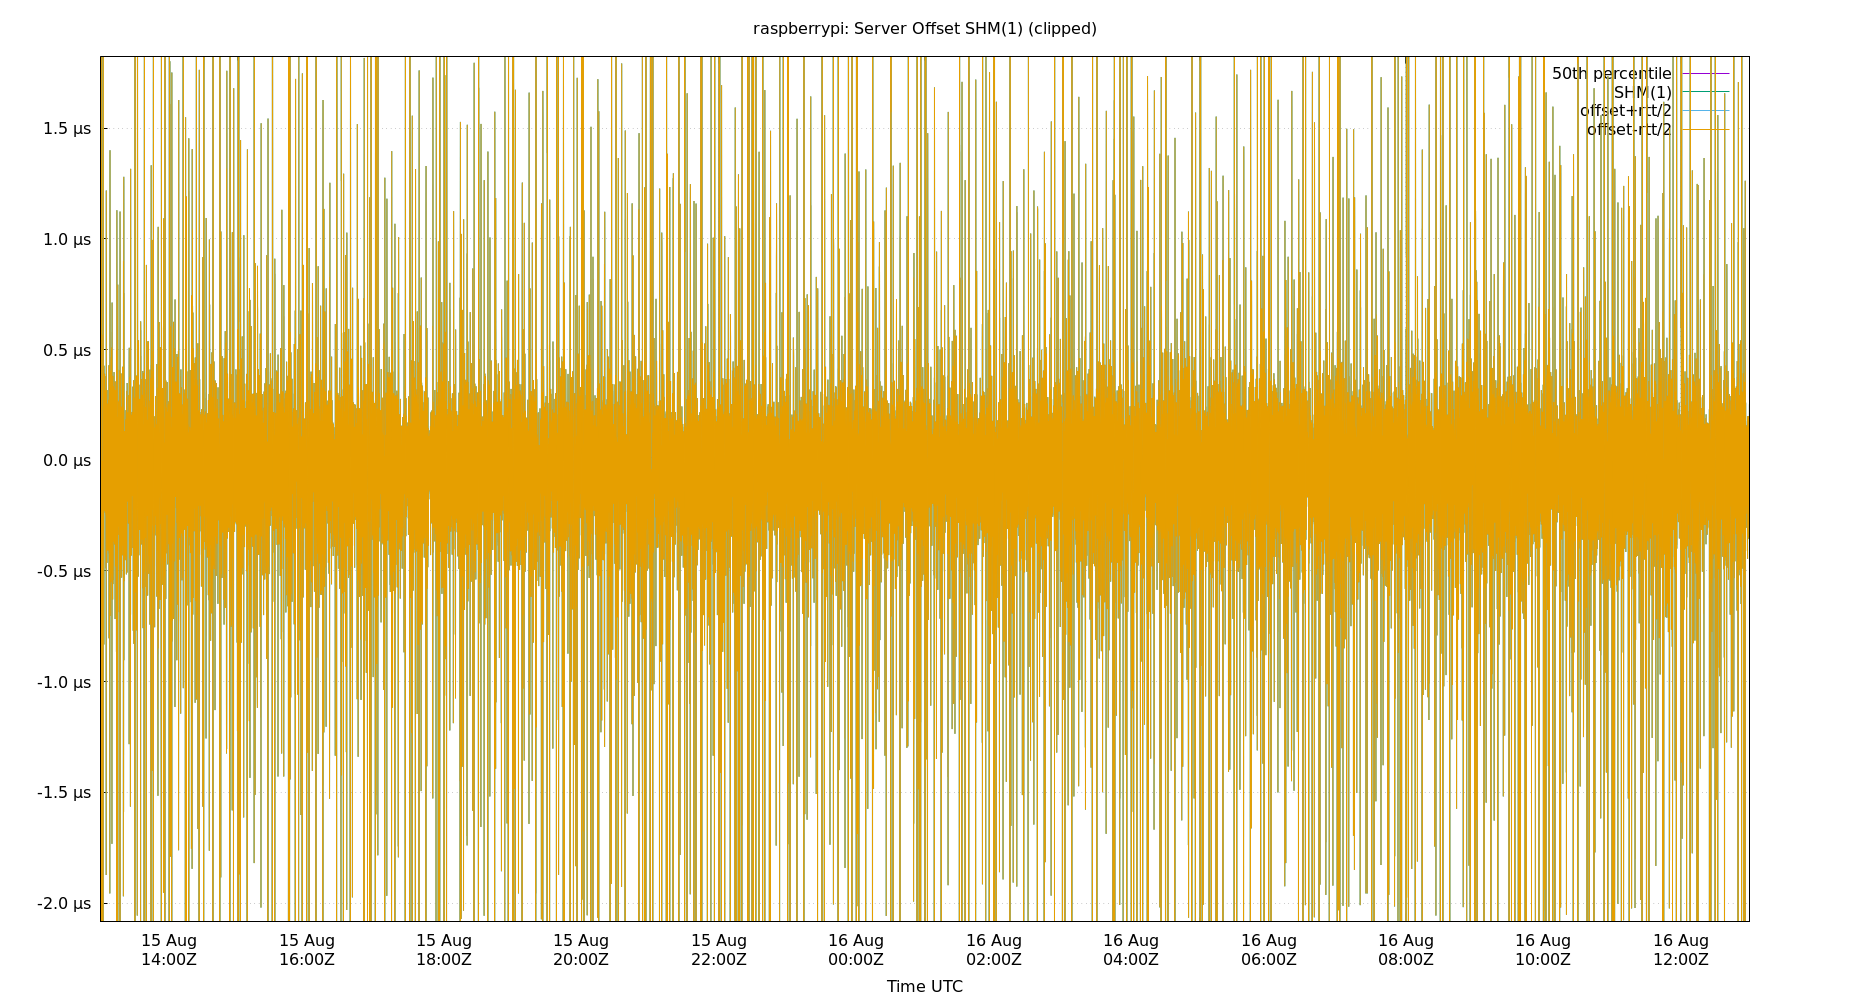 raspberrypi: Server Offset SHM(1) (clipped)
50th percentile
SHM(1)
offset+rtt/2
offset-rtt/2
1.5 µs
1.0 µs
0.5 µs
0.0 µs
-0.5 µs
-1.0 µs
-1.5 µs
-2.0 µs
15 Aug 15 Aug 15 Aug 15 Aug 15 Aug 16 Aug 16 Aug 16 Aug 16 Aug 16 Aug 16 Aug 16 Aug
14:00Z 16:00Z 18:00Z 20:00Z 22:00Z 00:00Z 02:00Z 04:00Z 06:00Z 08:00Z 10:00Z 12:00Z
Time UTC